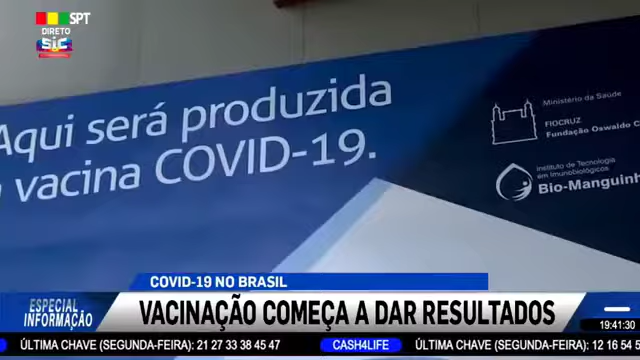 SPT
DIRETO
SIC
Aqui será produzida
a vacina COVID-19.
Ministério da Saúde
FIOCRUZ
Fundação Oswaldo C
Instituto de Tecnologia
em Imunobiológicos
Bio-Manguinh
COVID-19 NO BRASIL
ESPECIAL
INFORMAÇÃO
VACINAÇÃO COMEÇA A DAR RESULTADOS
19:41:30
ÚLTIMA CHAVE (SEGUNDA-FEIRA): 21 27 33 38 45 47 CASH4LIFE ÚLTIMA CHAVE (SEGUNDA-FEIRA): 12 16 54 5